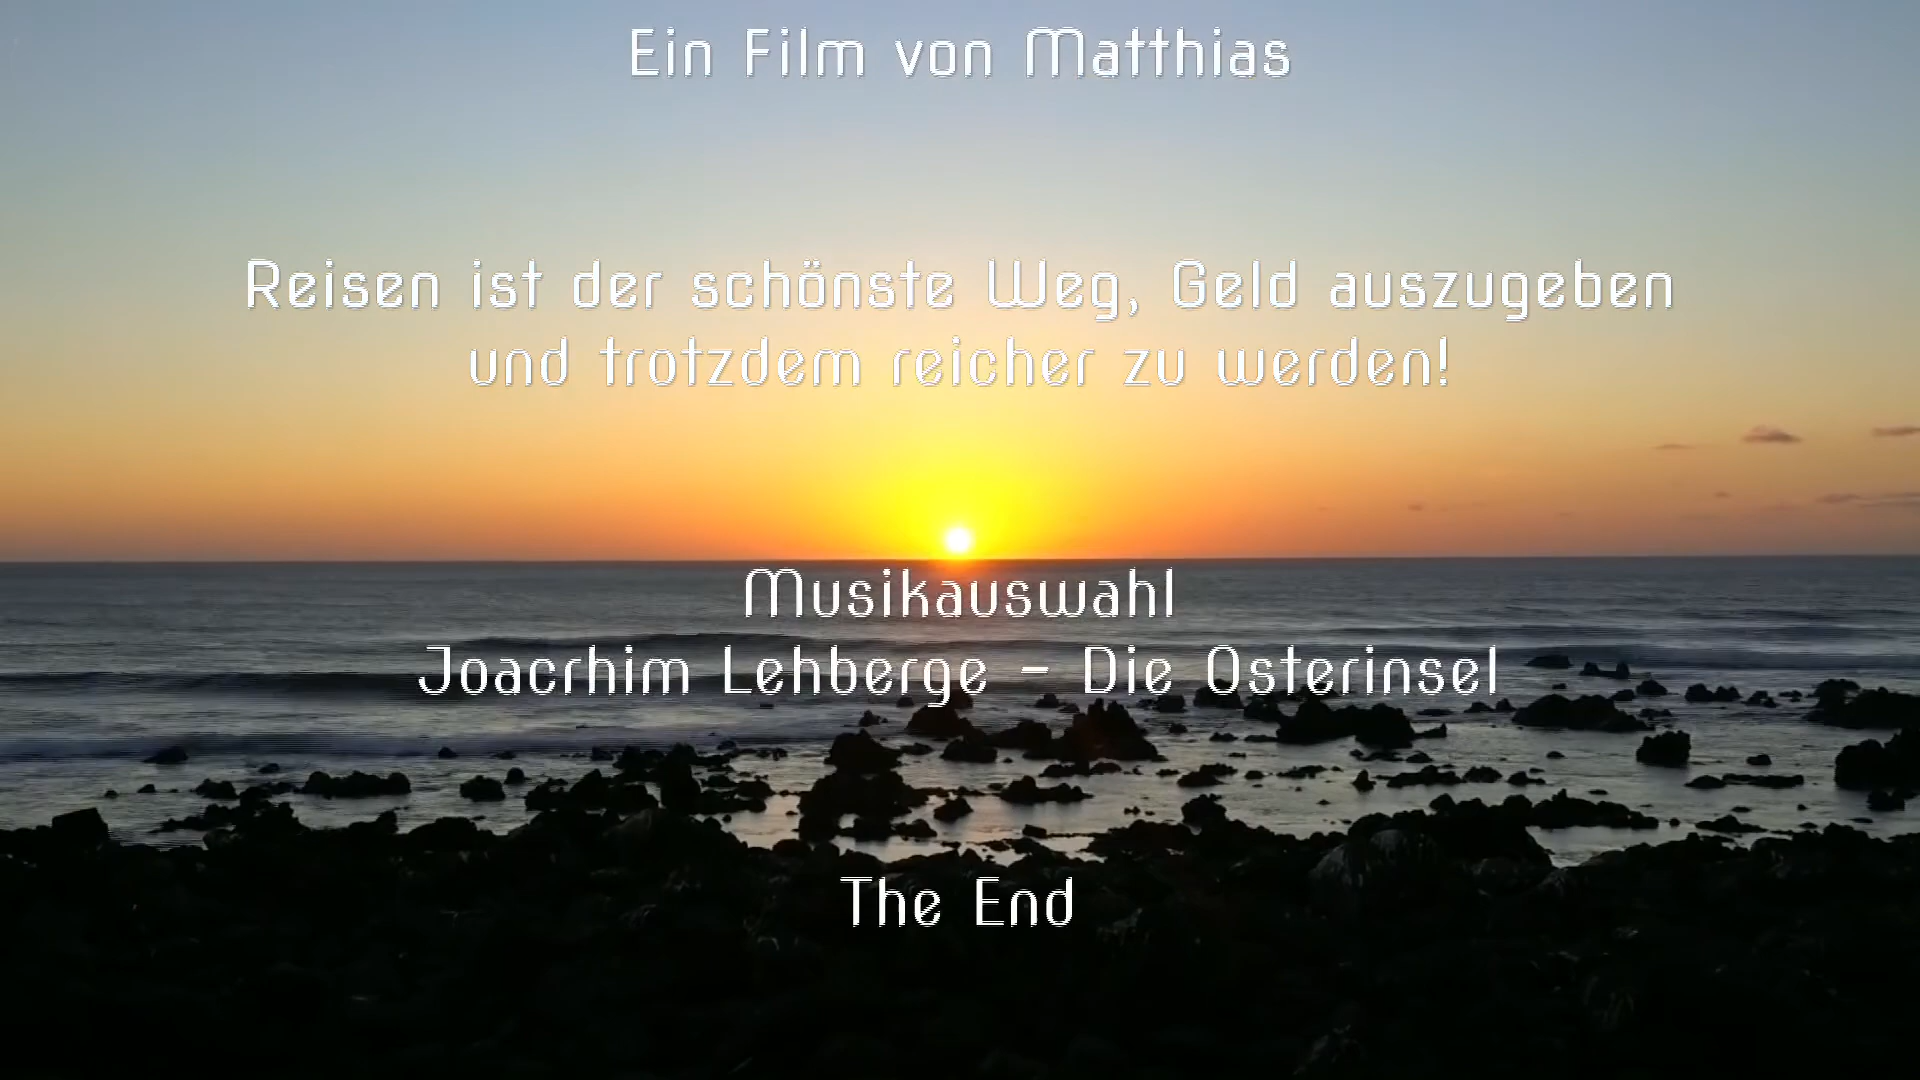 Ein Film von Matthias
Reisen ist der schönste Weg, Geld auszugeben
und trotzdem reicher zu werden!
Musikauswahl
Joacrhim Lehberge - Die Osterinsel
The End